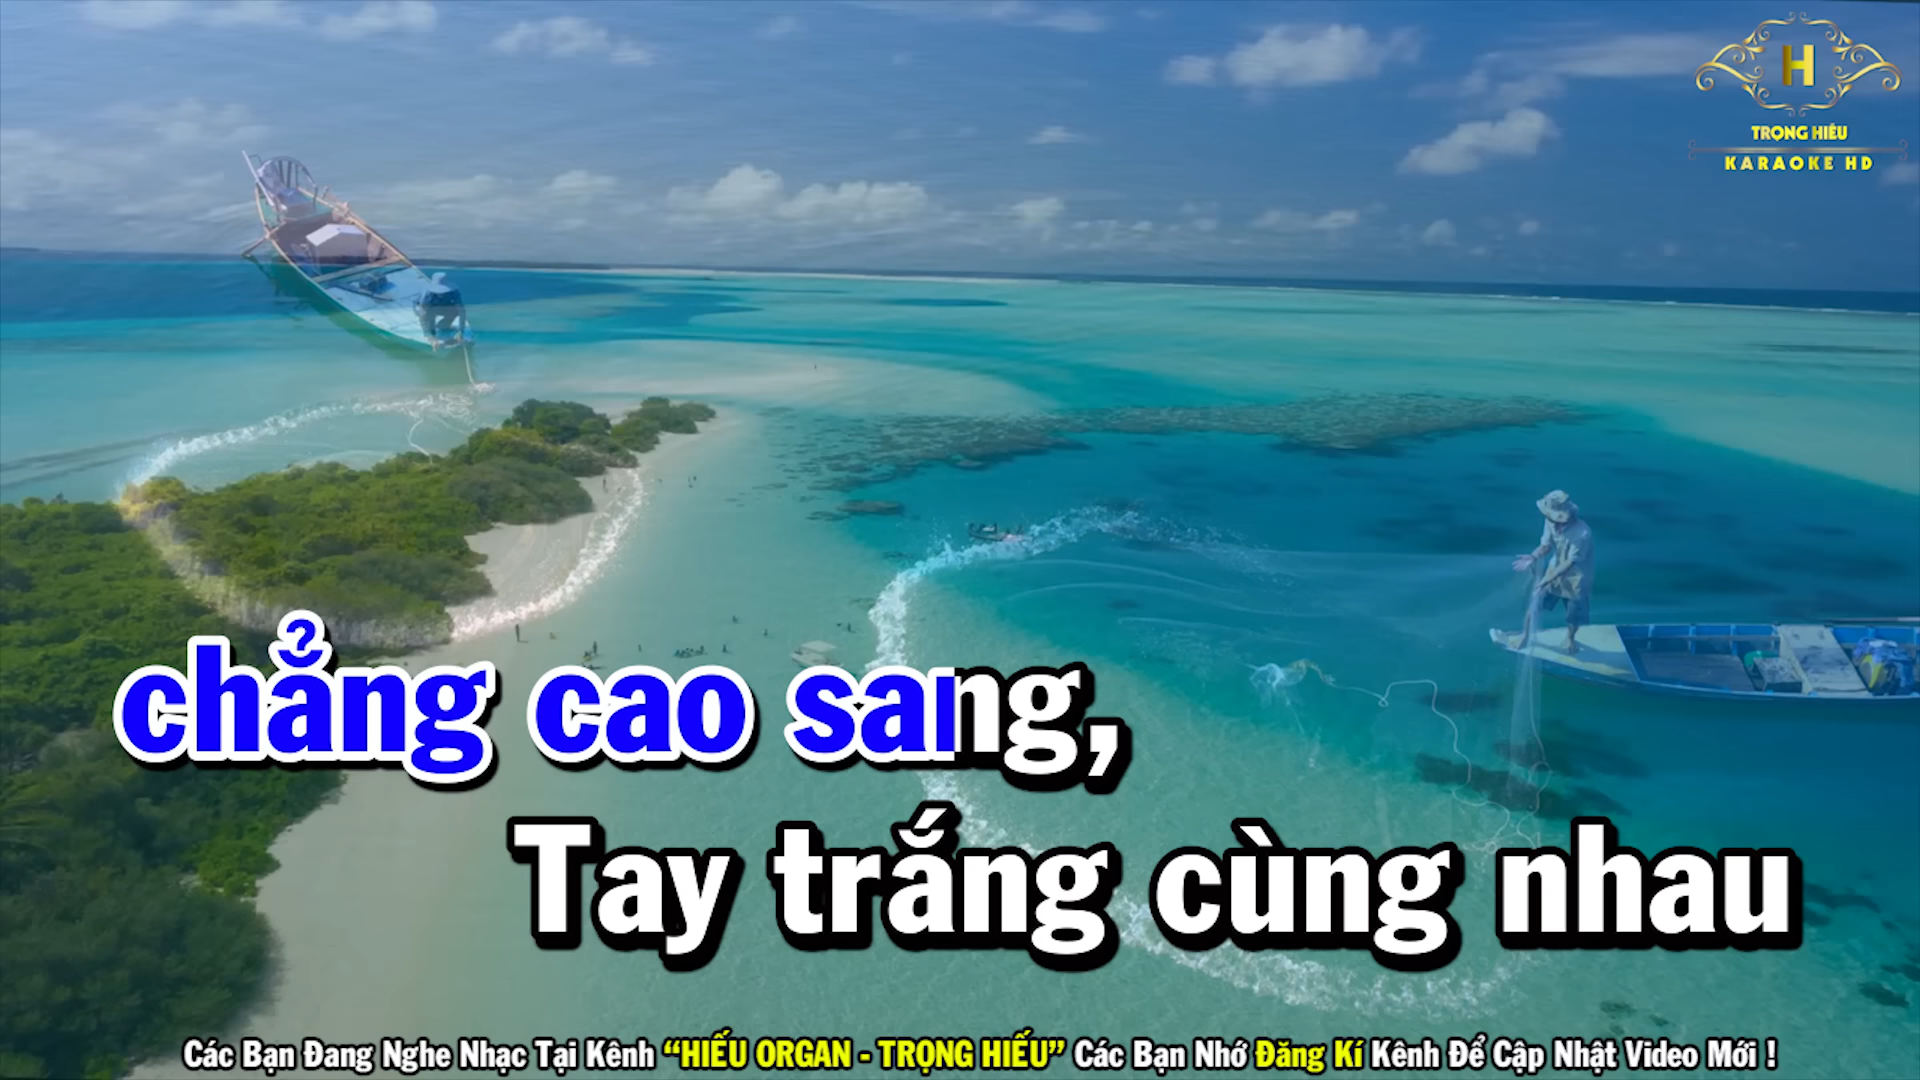 H
TRỌNG HIẾU
KARAOKE HD
chẳng cao sang,
Tay trắng cùng nhau
Các Bạn Đang Nghe Nhạc Tại Kênh “HIẾU ORGAN - TRỌNG HIẾU” Các Bạn Nhớ Đăng Kí Kênh Để Cập Nhật Video Mới !